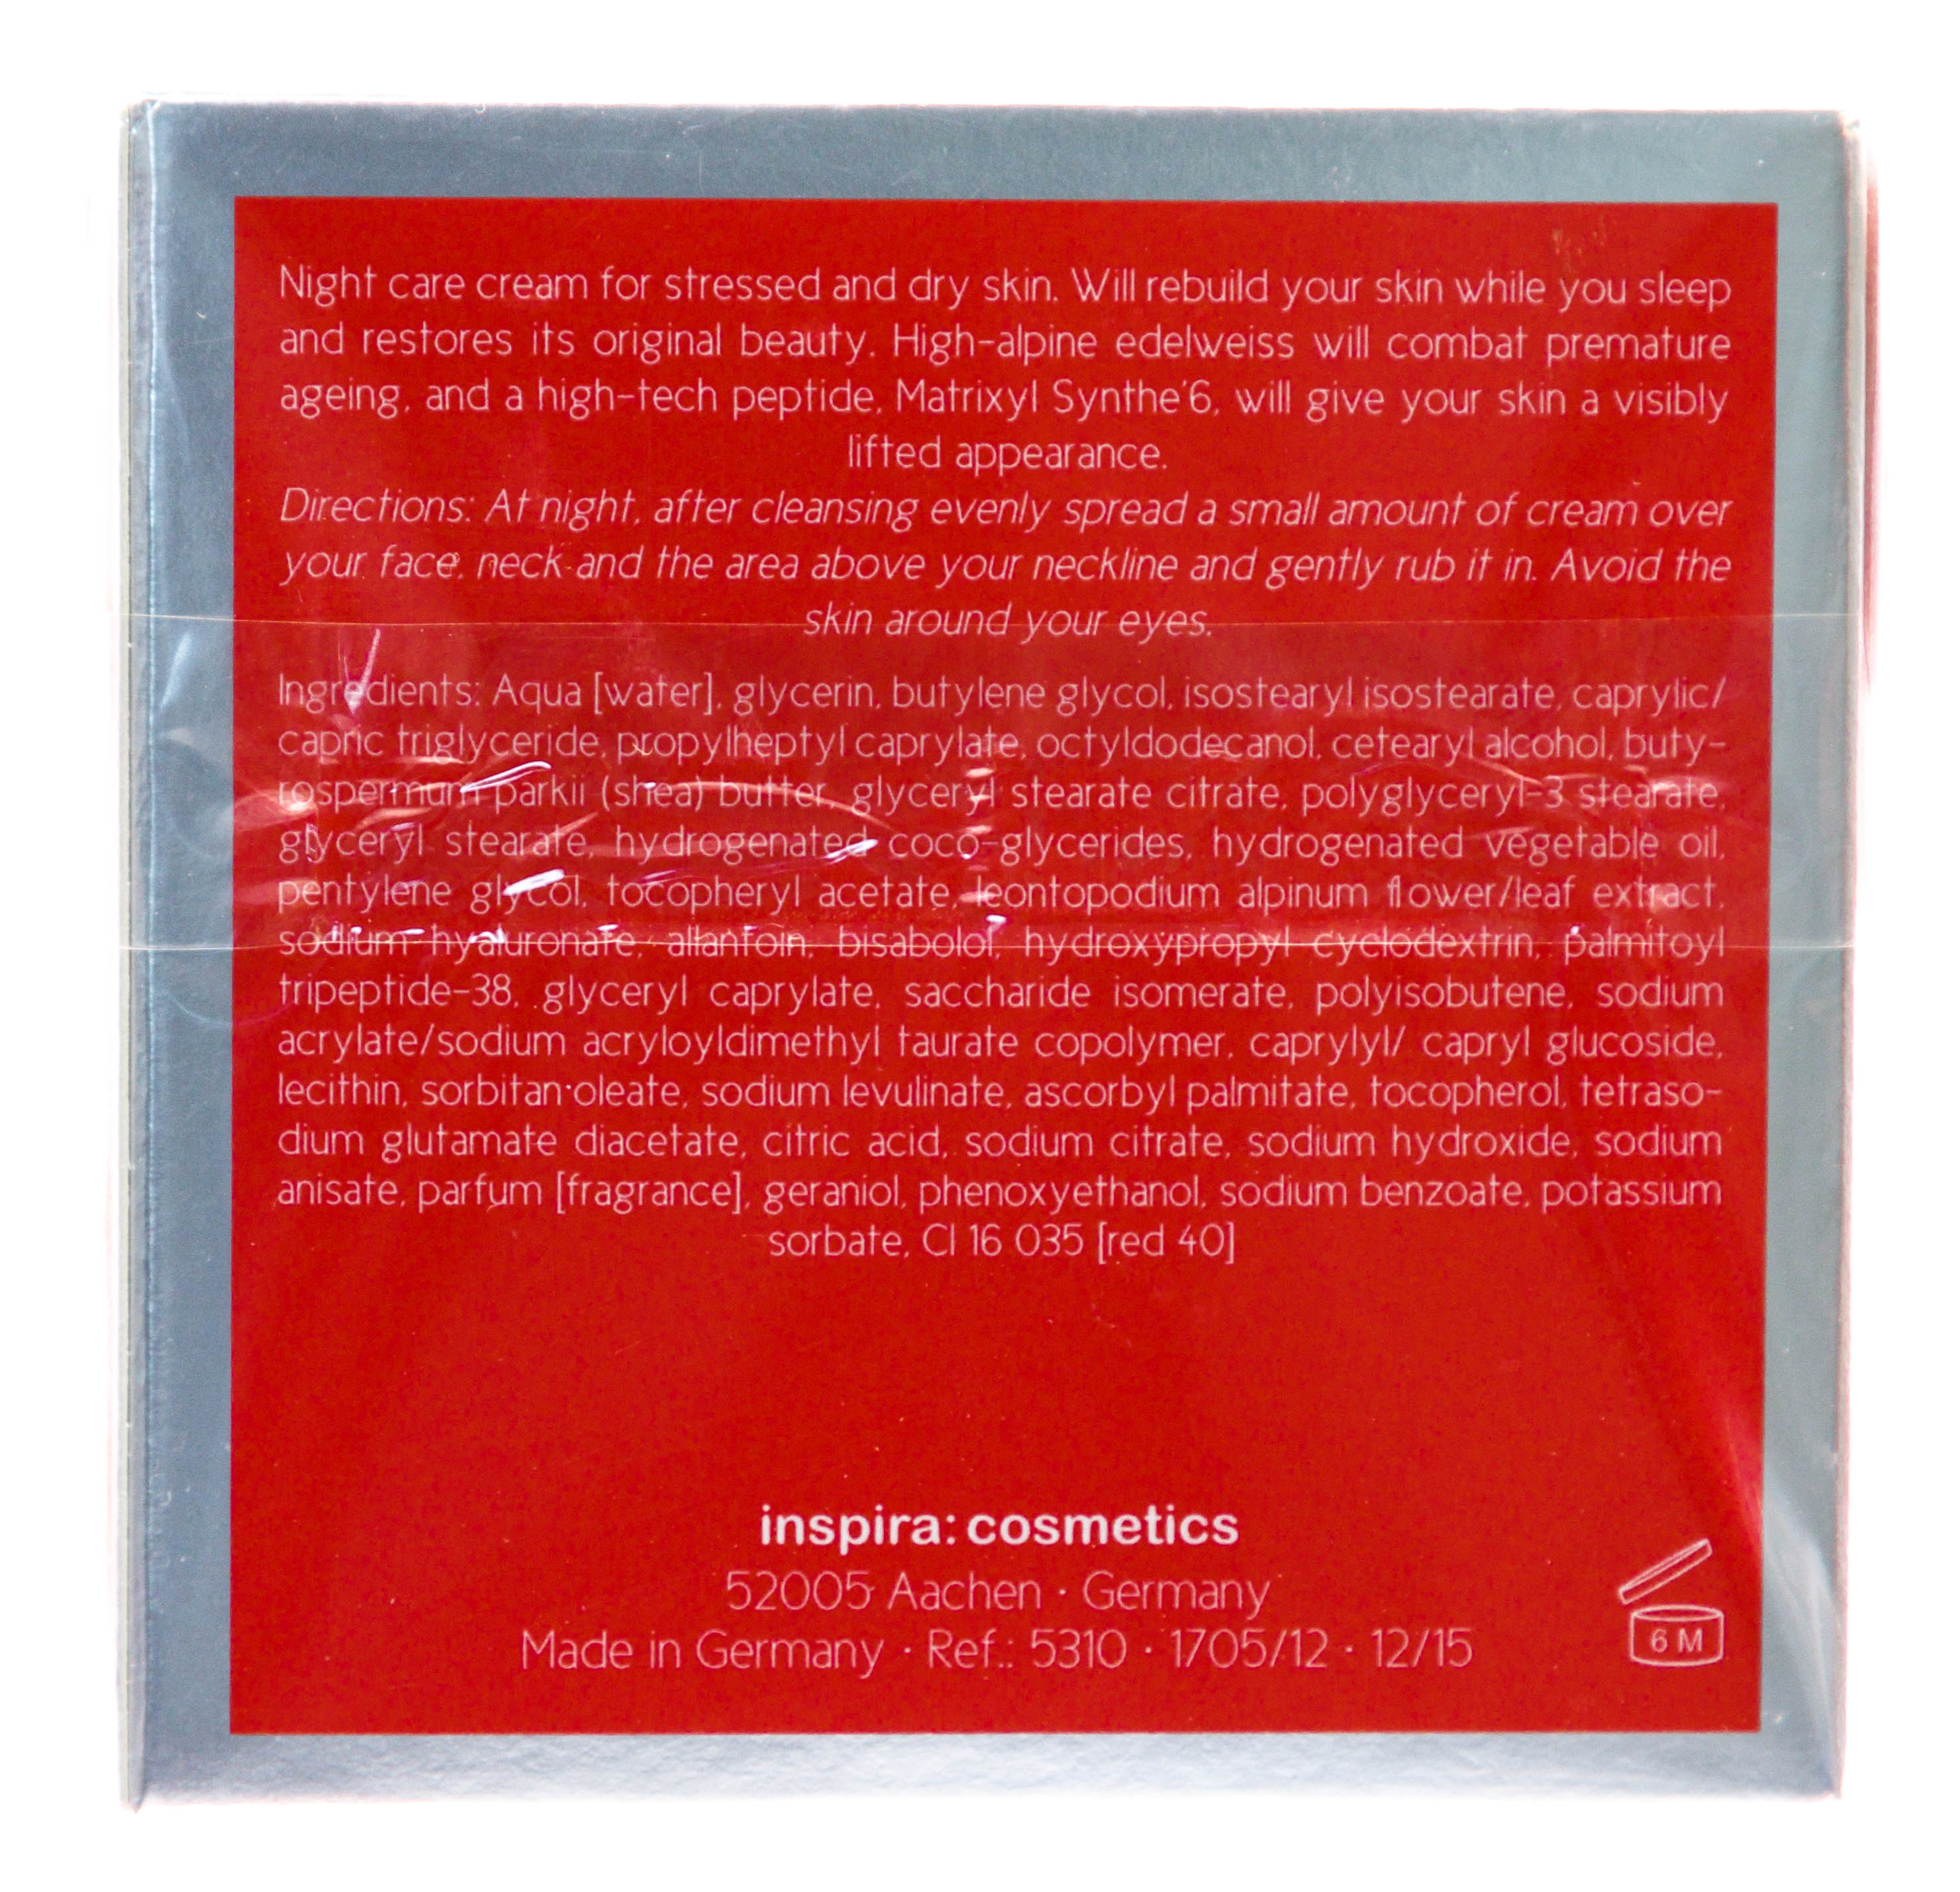 Night care cream for stressed and dry skin. Will rebuild your skin while you sleep
and restores its original beauty. High-alpine edelweiss will combat premature
ageing, and a high-tech peptide, Matrixyl Synthe'6, will give your skin a visibly
lifted appearance.
Directions: At night, after cleansing evenly spread a small amount of cream over
your face, neck and the area above your neckline and gently rub it in. Avoid the
skin around your eyes.
Ingredients: Aqua [water], glycerin, butylene glycol, isostearyl isostearate, caprylic/
capric triglyceride, propylheptyl caprylate, octyldodecanol, cetearyl alcohol, buty-
rospermum parkii (shea) butter, glyceryl stearate citrate, polyglyceryl-3 stearate,
glyceryl stearate, hydrogenated coco-glycerides, hydrogenated vegetable oil,
pentylene glycol, tocopheryl acetate, leontopodium alpinum flower/leaf extract,
sodium hyaluronate, allantoin, bisabolol, hydroxypropyl cyclodextrin, palmitoyl
tripeptide-38, glyceryl caprylate, saccharide isomerate, polyisobutene, sodium
acrylate/sodium acryloyldimethyl taurate copolymer, caprylyl/ capryl glucoside,
lecithin, sorbitan oleate, sodium levulinate, ascorbyl palmitate, tocopherol, tetraso-
dium glutamate diacetate, citric acid, sodium citrate, sodium hydroxide, sodium
anisate, parfum [fragrance], geraniol, phenoxyethanol, sodium benzoate, potassium
sorbate, CI 16 035 [red 40]
inspira: cosmetics
52005 Aachen · Germany
Made in Germany · Ref.: 5310 · 1705/12 · 12/15
6 M